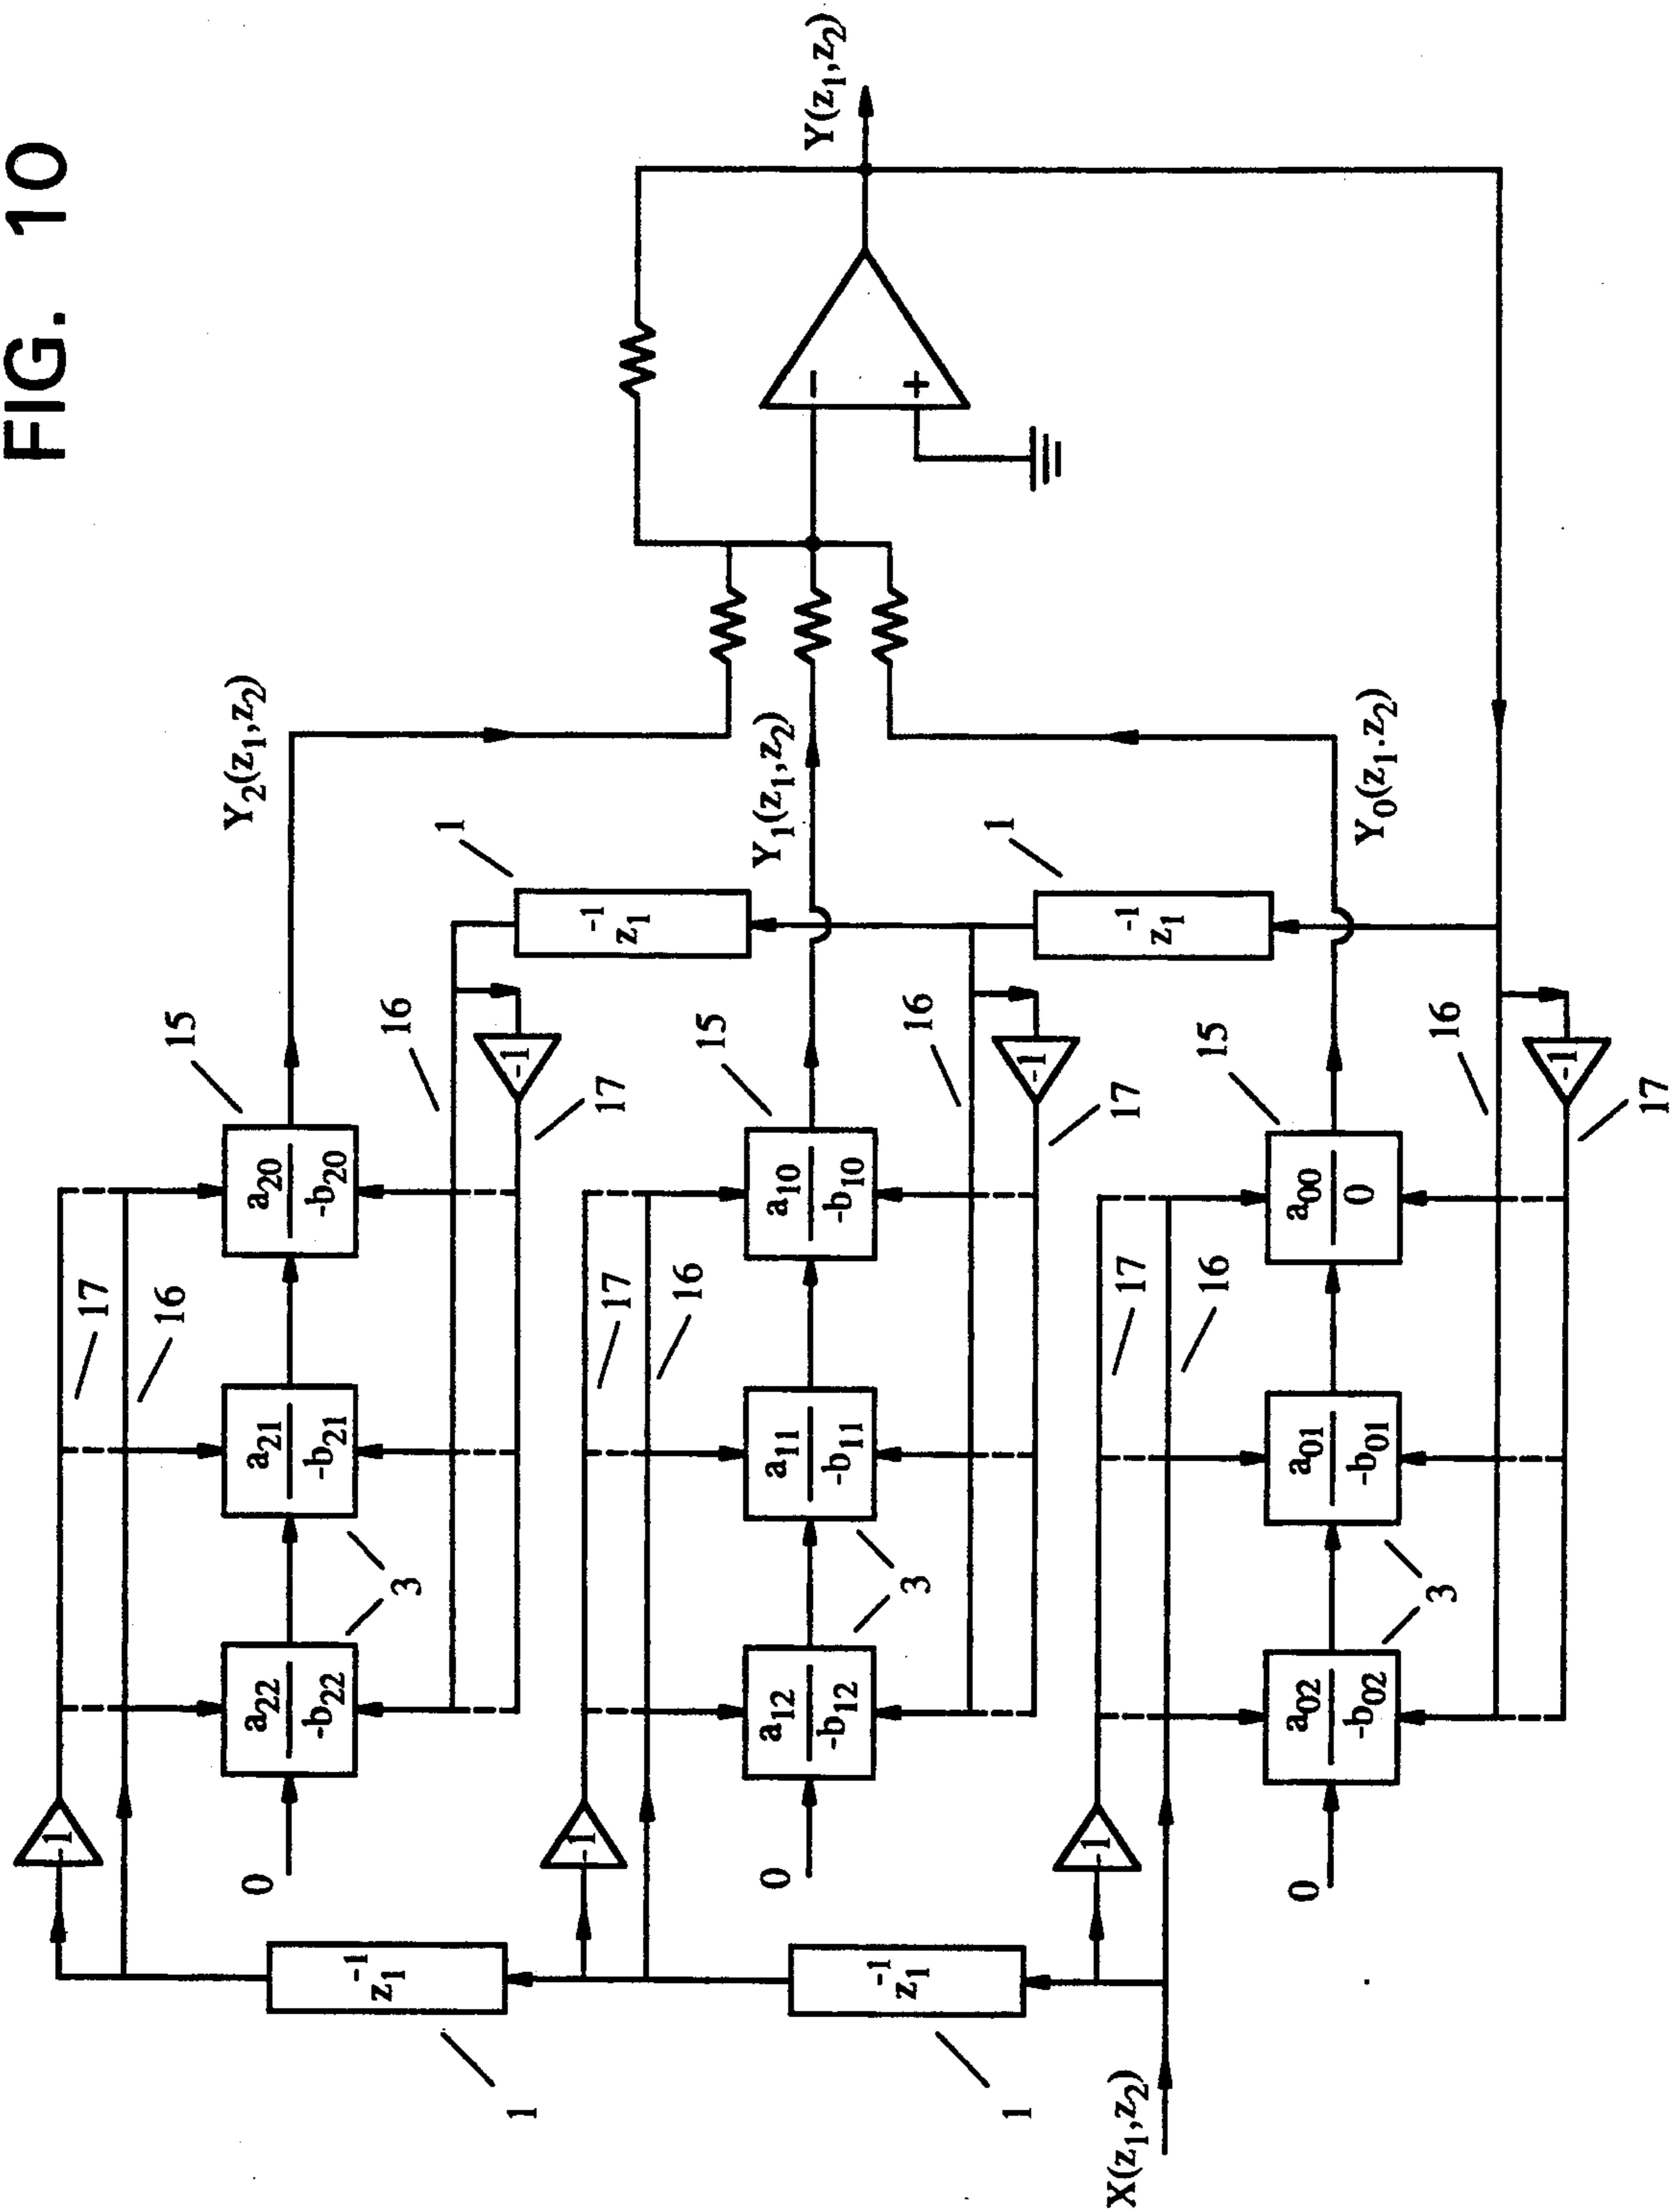 FIG. 10
-1
17
16
15
Y₂(z₁,z₂)
0
a₂₂
-b₂₂
a₂₁
-b₂₁
a₂₀
-b₂₀
z₁⁻¹
3
16
1
1
-1
17
-1
17
z₁⁻¹
16
15
Y₁(z₁,z₂)
0
a₁₂
-b₁₂
a₁₁
-b₁₁
a₁₀
-b₁₀
−
+
Y(z₁,z₂)
z₁⁻¹
3
16
1
1
-1
17
X(z₁,z₂)
-1
17
z₁⁻¹
16
15
0
a₀₂
-b₀₂
a₀₁
-b₀₁
a₀₀
0
Y₀(z₁.z₂)
3
16
-1
17